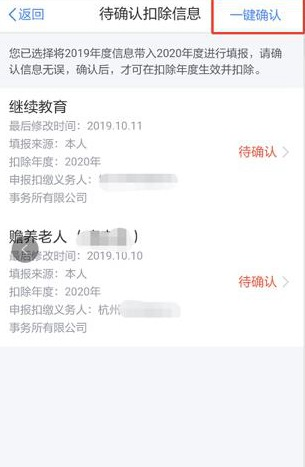 返回
待确认扣除信息
一键确认
您已选择将2019年度信息带入2020年度进行填报，请确
认信息无误，确认后，才可在扣除年度生效并扣除。
继续教育
最后修改时间：2019.10.11
填报来源：本人
扣除年度：2020年
申报扣缴义务人：
事务所有限公司
待确认
赡养老人（
）
最后修改时间：2019.10.10
填报来源：本人
扣除年度：2020年
申报扣缴义务人：杭州
事务所有限公司
待确认